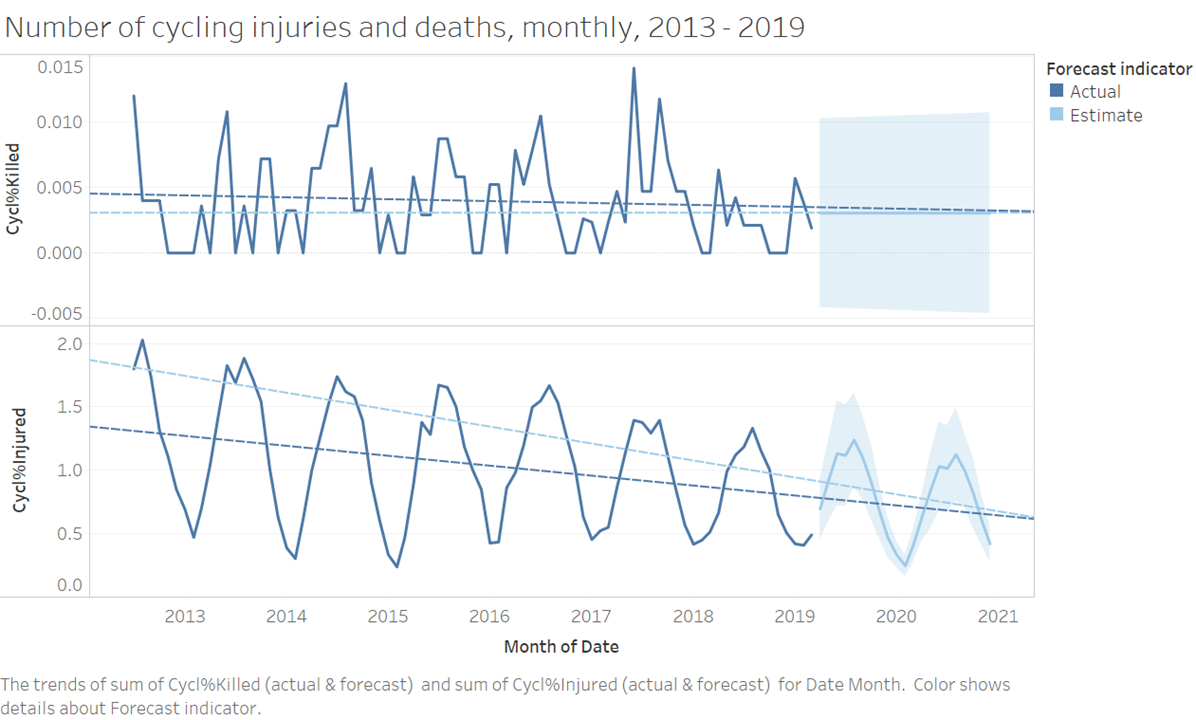 Number of cycling injuries and deaths, monthly, 2013 - 2019
Forecast indicator
Actual
Estimate
Cycl%Killed
0.015
0.010
0.005
0.000
-0.005
Cycl%Injured
2.0
1.5
1.0
0.5
0.0
2013 2014 2015 2016 2017 2018 2019 2020 2021
Month of Date
The trends of sum of Cycl%Killed (actual & forecast) and sum of Cycl%Injured (actual & forecast) for Date Month. Color shows
details about Forecast indicator.